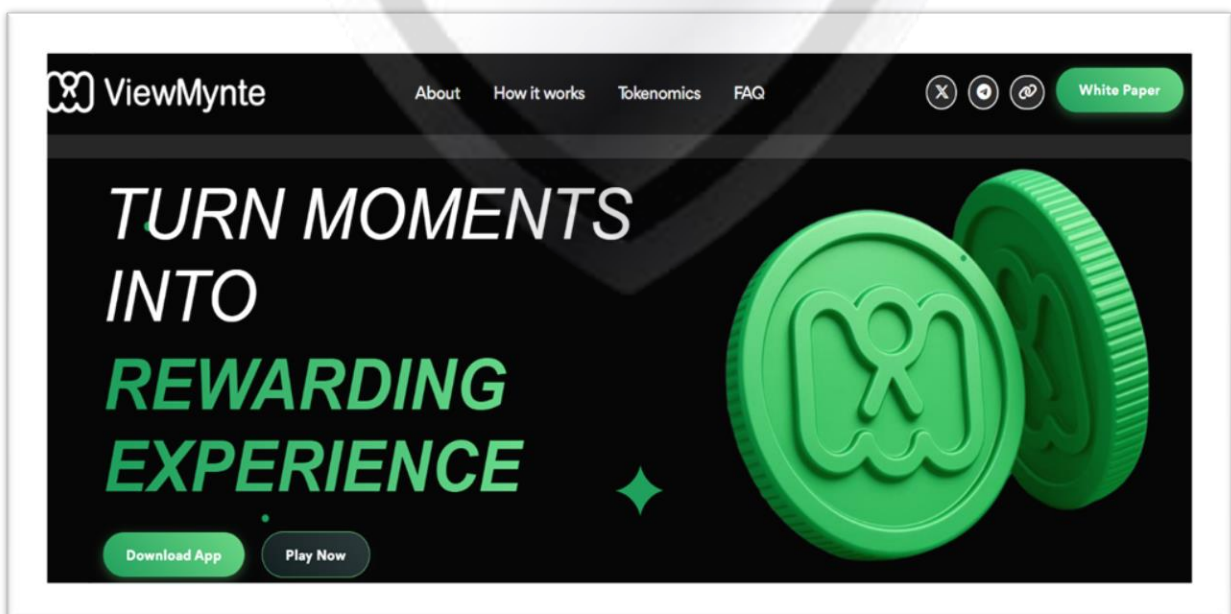 ViewMynte
About How it works Tokenomics FAQ
White Paper
TURN MOMENTS
INTO
REWARDING
EXPERIENCE
Download App Play Now